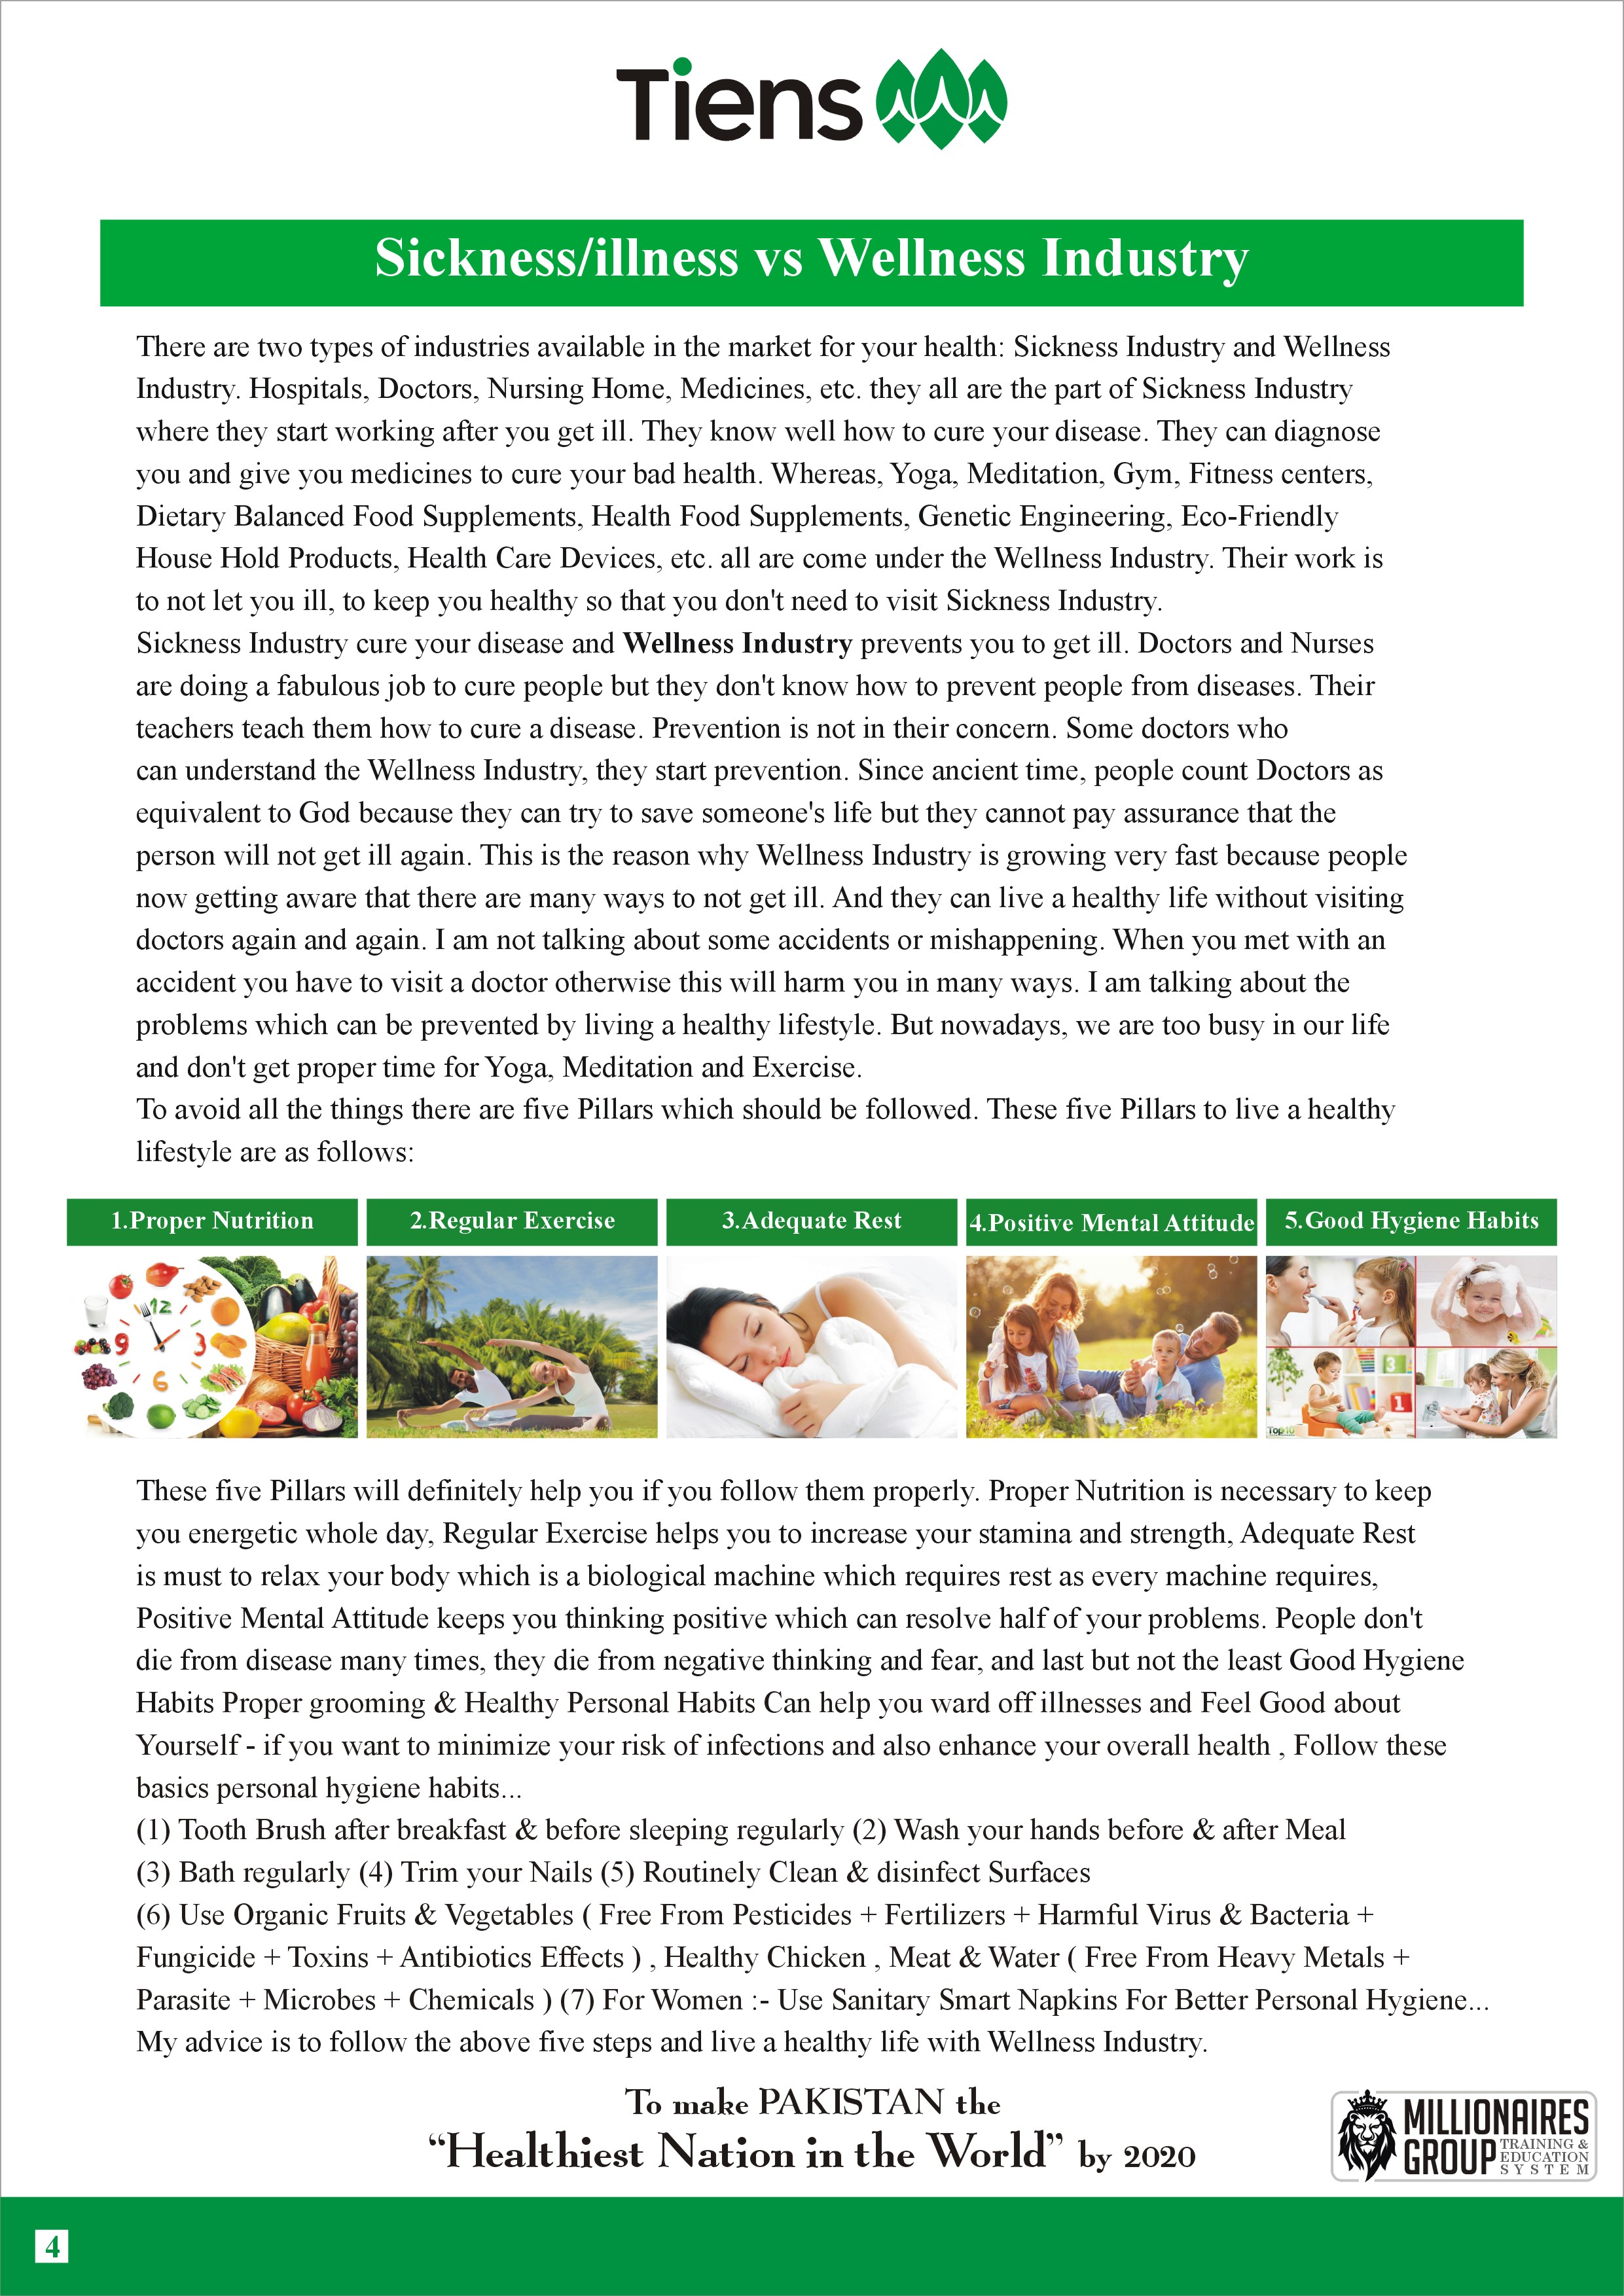 Tiens
Sickness/illness vs Wellness Industry
There are two types of industries available in the market for your health: Sickness Industry and Wellness
Industry. Hospitals, Doctors, Nursing Home, Medicines, etc. they all are the part of Sickness Industry
where they start working after you get ill. They know well how to cure your disease. They can diagnose
you and give you medicines to cure your bad health. Whereas, Yoga, Meditation, Gym, Fitness centers,
Dietary Balanced Food Supplements, Health Food Supplements, Genetic Engineering, Eco-Friendly
House Hold Products, Health Care Devices, etc. all are come under the Wellness Industry. Their work is
to not let you ill, to keep you healthy so that you don't need to visit Sickness Industry.
Sickness Industry cure your disease and Wellness Industry prevents you to get ill. Doctors and Nurses
are doing a fabulous job to cure people but they don't know how to prevent people from diseases. Their
teachers teach them how to cure a disease. Prevention is not in their concern. Some doctors who
can understand the Wellness Industry, they start prevention. Since ancient time, people count Doctors as
equivalent to God because they can try to save someone's life but they cannot pay assurance that the
person will not get ill again. This is the reason why Wellness Industry is growing very fast because people
now getting aware that there are many ways to not get ill. And they can live a healthy life without visiting
doctors again and again. I am not talking about some accidents or mishappening. When you met with an
accident you have to visit a doctor otherwise this will harm you in many ways. I am talking about the
problems which can be prevented by living a healthy lifestyle. But nowadays, we are too busy in our life
and don't get proper time for Yoga, Meditation and Exercise.
To avoid all the things there are five Pillars which should be followed. These five Pillars to live a healthy
lifestyle are as follows:
1.Proper Nutrition
2.Regular Exercise
3.Adequate Rest
4.Positive Mental Attitude
5.Good Hygiene Habits
12
9 3
6
3
1
Top10
These five Pillars will definitely help you if you follow them properly. Proper Nutrition is necessary to keep
you energetic whole day, Regular Exercise helps you to increase your stamina and strength, Adequate Rest
is must to relax your body which is a biological machine which requires rest as every machine requires,
Positive Mental Attitude keeps you thinking positive which can resolve half of your problems. People don't
die from disease many times, they die from negative thinking and fear, and last but not the least Good Hygiene
Habits Proper grooming & Healthy Personal Habits Can help you ward off illnesses and Feel Good about
Yourself - if you want to minimize your risk of infections and also enhance your overall health , Follow these
basics personal hygiene habits...
(1) Tooth Brush after breakfast & before sleeping regularly (2) Wash your hands before & after Meal
(3) Bath regularly (4) Trim your Nails (5) Routinely Clean & disinfect Surfaces
(6) Use Organic Fruits & Vegetables ( Free From Pesticides + Fertilizers + Harmful Virus & Bacteria +
Fungicide + Toxins + Antibiotics Effects ) , Healthy Chicken , Meat & Water ( Free From Heavy Metals +
Parasite + Microbes + Chemicals ) (7) For Women :- Use Sanitary Smart Napkins For Better Personal Hygiene...
My advice is to follow the above five steps and live a healthy life with Wellness Industry.
To make PAKISTAN the
“Healthiest Nation in the World” by 2020
MILLIONAIRES
GROUP TRAINING &
EDUCATION
SYSTEM
4